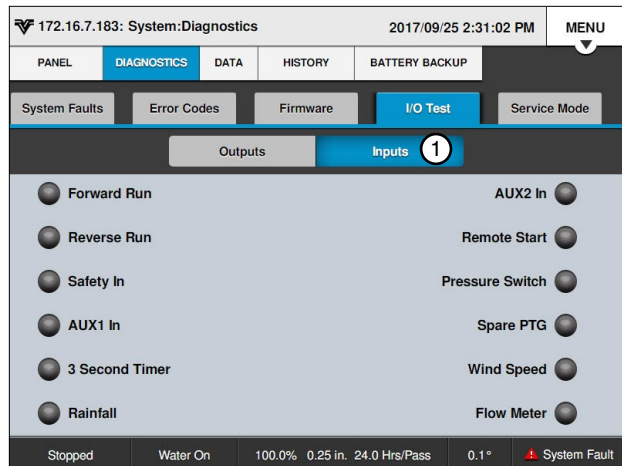 172.16.7.183: System:Diagnostics 2017/09/25 2:31:02 PM MENU
PANEL DIAGNOSTICS DATA HISTORY BATTERY BACKUP
System Faults Error Codes Firmware I/O Test Service Mode
Outputs Inputs 1
Forward Run AUX2 In
Reverse Run Remote Start
Safety In Pressure Switch
AUX1 In Spare PTG
3 Second Timer Wind Speed
Rainfall Flow Meter
Stopped Water On 100.0% 0.25 in. 24.0 Hrs/Pass 0.1° System Fault